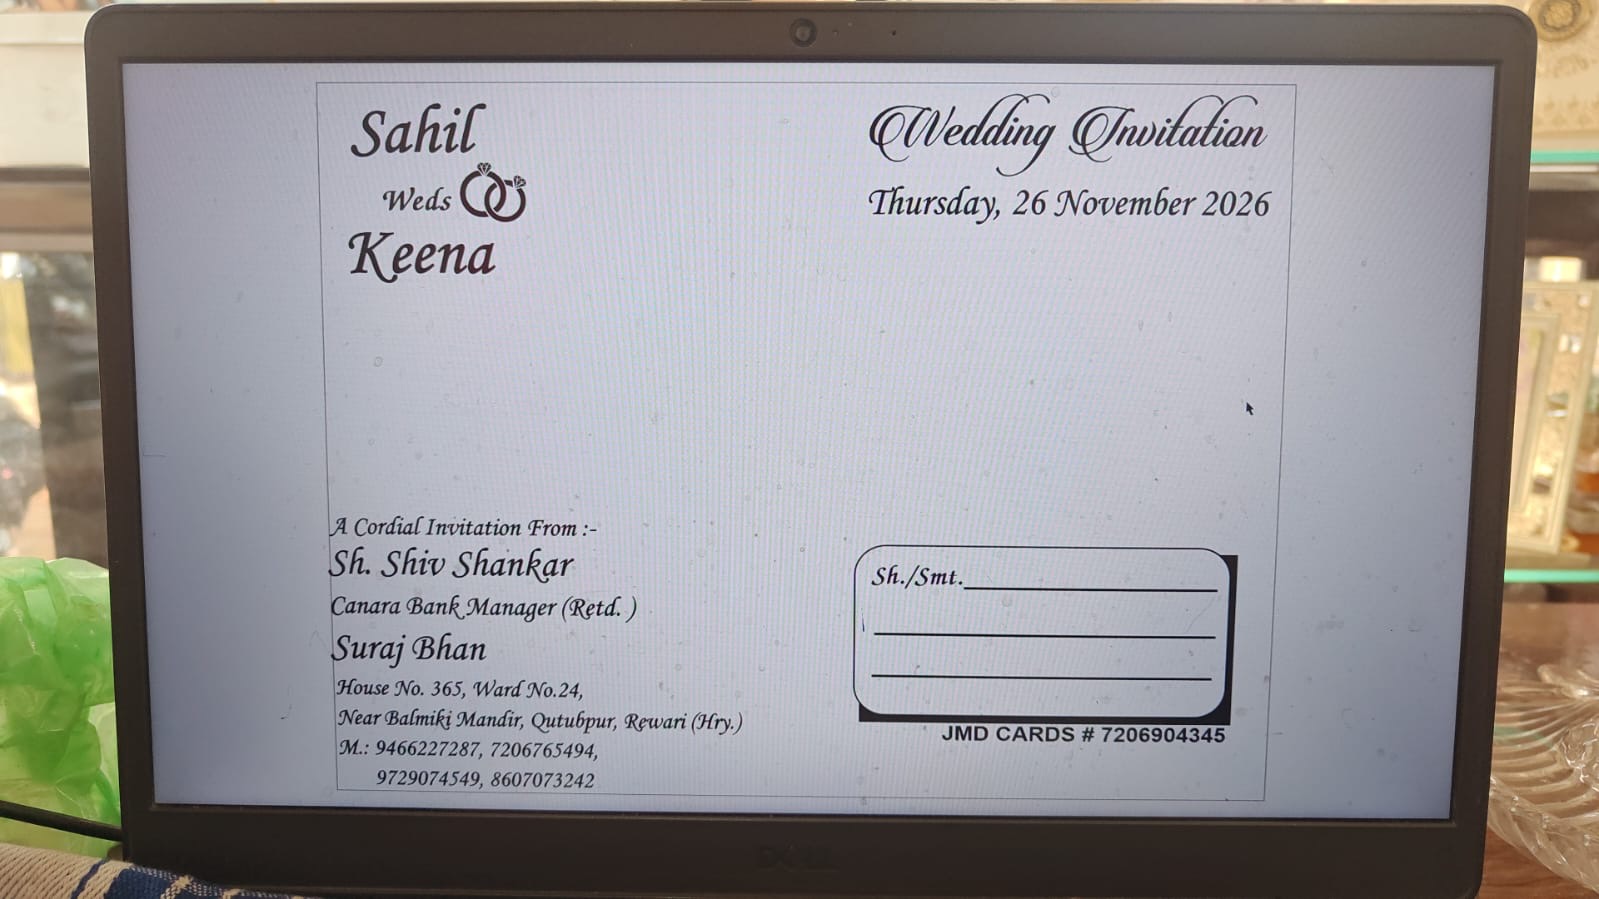 Sahil
Weds
Keena
Wedding Invitation
Thursday, 26 November 2026
A Cordial Invitation From :-
Sh. Shiv Shankar
Canara Bank Manager (Retd. )
Suraj Bhan
House No. 365, Ward No.24,
Near Balmiki Mandir, Qutubpur, Rewari (Hry.)
M.: 9466227287, 7206765494,
9729074549, 8607073242
Sh./Smt.
JMD CARDS # 7206904345
DELL